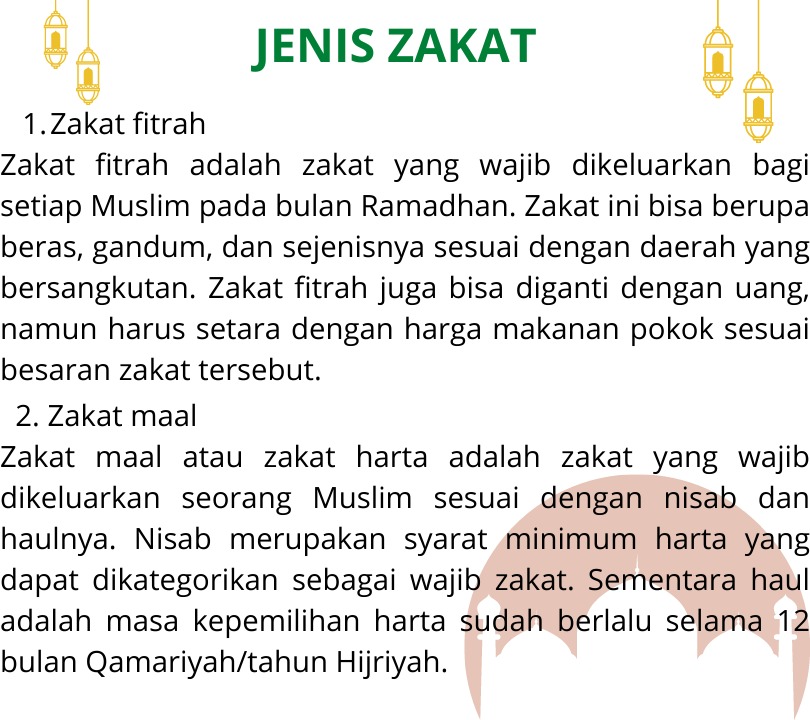 JENIS ZAKAT
1. Zakat fitrah
Zakat fitrah adalah zakat yang wajib dikeluarkan bagi
setiap Muslim pada bulan Ramadhan. Zakat ini bisa berupa
beras, gandum, dan sejenisnya sesuai dengan daerah yang
bersangkutan. Zakat fitrah juga bisa diganti dengan uang,
namun harus setara dengan harga makanan pokok sesuai
besaran zakat tersebut.
2. Zakat maal
Zakat maal atau zakat harta adalah zakat yang wajib
dikeluarkan seorang Muslim sesuai dengan nisab dan
haulnya. Nisab merupakan syarat minimum harta yang
dapat dikategorikan sebagai wajib zakat. Sementara haul
adalah masa kepemilihan harta sudah berlalu selama 12
bulan Qamariyah/tahun Hijriyah.